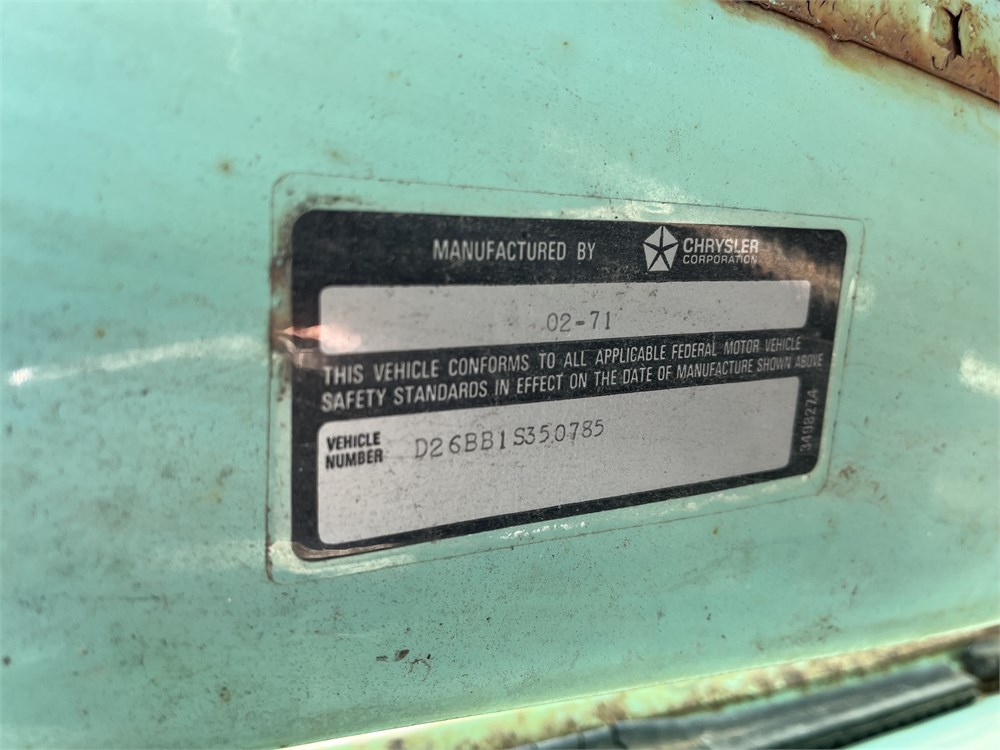 MANUFACTURED BY CHRYSLER CORPORATION
02-71
THIS VEHICLE CONFORMS TO ALL APPLICABLE FEDERAL MOTOR VEHICLE
SAFETY STANDARDS IN EFFECT ON THE DATE OF MANUFACTURE SHOWN ABOVE
VEHICLE NUMBER D26BB1S350785
3498274